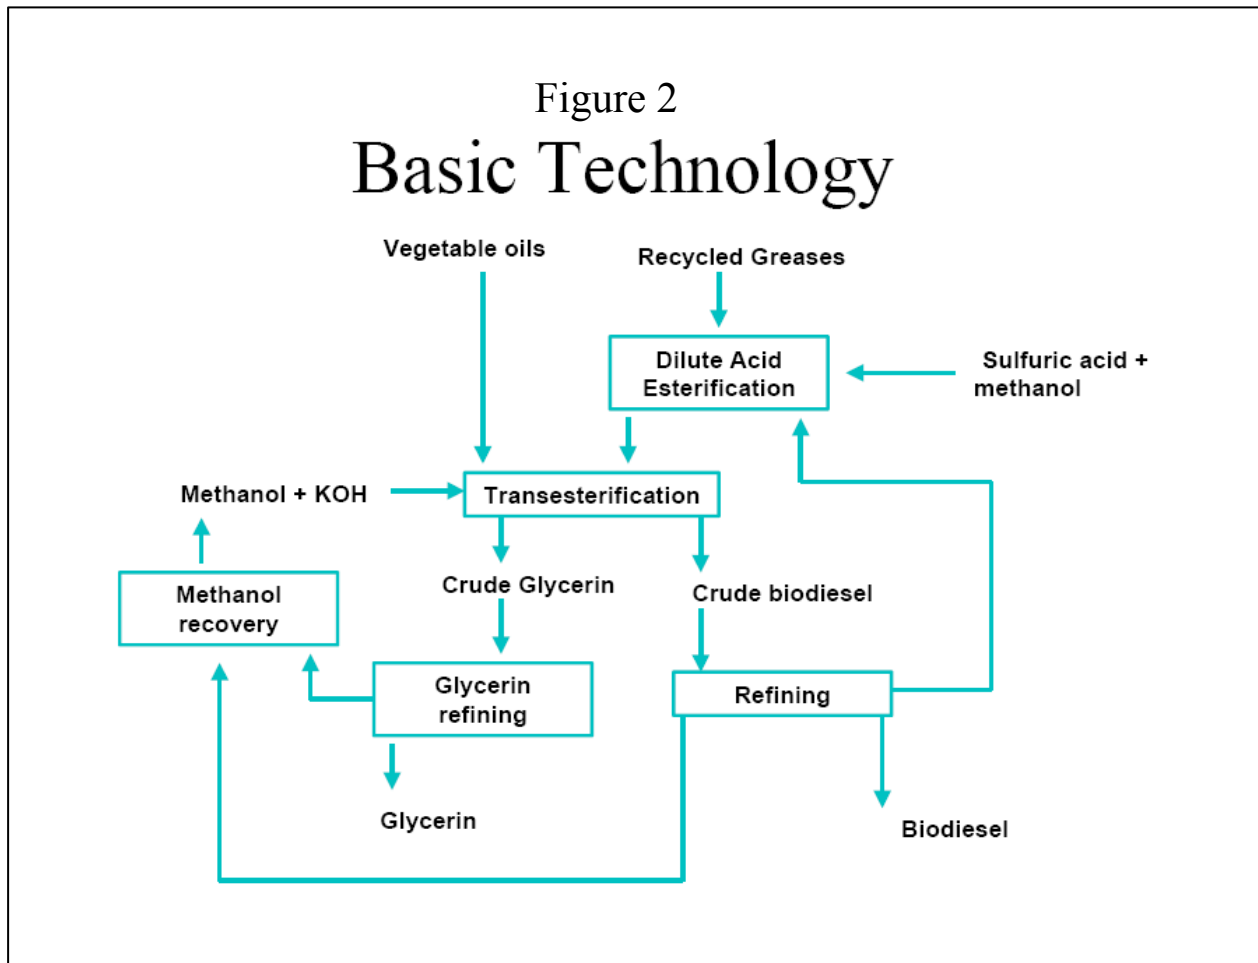 Figure 2
Basic Technology
Vegetable oils
Recycled Greases
Dilute Acid
Esterification
Sulfuric acid +
methanol
Methanol + KOH
Transesterification
Methanol
recovery
Crude Glycerin
Crude biodiesel
Glycerin
refining
Refining
Glycerin
Biodiesel